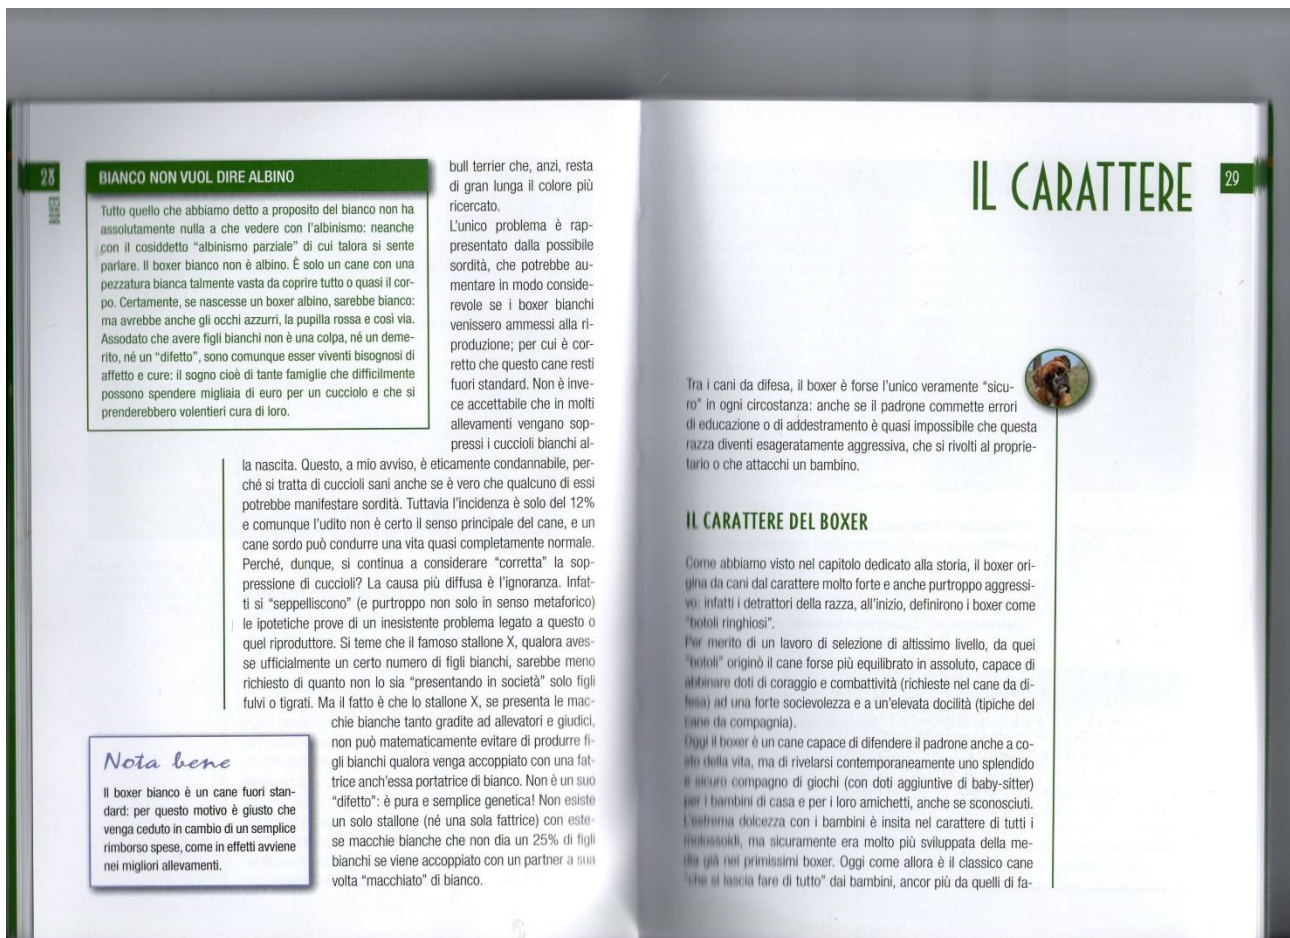 28
BOXER
BIANCO NON VUOL DIRE ALBINO
Tutto quello che abbiamo detto a proposito del bianco non ha
assolutamente nulla a che vedere con l'albinismo: neanche
con il cosiddetto "albinismo parziale" di cui talora si sente
parlare. Il boxer bianco non è albino. È solo un cane con una
pezzatura bianca talmente vasta da coprire tutto o quasi il cor-
po. Certamente, se nascesse un boxer albino, sarebbe bianco:
ma avrebbe anche gli occhi azzurri, la pupilla rossa e così via.
Assodato che avere figli bianchi non è una colpa, né un deme-
rito, né un "difetto", sono comunque esser viventi bisognosi di
affetto e cure: il sogno cioè di tante famiglie che difficilmente
possono spendere migliaia di euro per un cucciolo e che si
prenderebbero volentieri cura di loro.
bull terrier che, anzi, resta
di gran lunga il colore più
ricercato.
L'unico problema è rap-
presentato dalla possibile
sordità, che potrebbe au-
mentare in modo conside-
revole se i boxer bianchi
venissero ammessi alla ri-
produzione; per cui è cor-
retto che questo cane resti
fuori standard. Non è inve-
ce accettabile che in molti
allevamenti vengano sop-
pressi i cuccioli bianchi al-
la nascita. Questo, a mio avviso, è eticamente condannabile, per-
ché si tratta di cuccioli sani anche se è vero che qualcuno di essi
potrebbe manifestare sordità. Tuttavia l'incidenza è solo del 12%
e comunque l'udito non è certo il senso principale del cane, e un
cane sordo può condurre una vita quasi completamente normale.
Perché, dunque, si continua a considerare "corretta" la sop-
pressione di cuccioli? La causa più diffusa è l'ignoranza. Infat-
ti si "seppelliscono" (e purtroppo non solo in senso metaforico)
le ipotetiche prove di un inesistente problema legato a questo o
quel riproduttore. Si teme che il famoso stallone X, qualora aves-
se ufficialmente un certo numero di figli bianchi, sarebbe meno
richiesto di quanto non lo sia "presentando in società" solo figli
fulvi o tigrati. Ma il fatto è che lo stallone X, se presenta le mac-
chie bianche tanto gradite ad allevatori e giudici,
non può matematicamente evitare di produrre fi-
gli bianchi qualora venga accoppiato con una fat-
trice anch'essa portatrice di bianco. Non è un suo
"difetto": è pura e semplice genetica! Non esiste
un solo stallone (né una sola fattrice) con este-
se macchie bianche che non dia un 25% di figli
bianchi se viene accoppiato con un partner a sua
volta "macchiato" di bianco.
Nota bene
Il boxer bianco è un cane fuori stan-
dard: per questo motivo è giusto che
venga ceduto in cambio di un semplice
rimborso spese, come in effetti avviene
nei migliori allevamenti.
IL CARATTERE
29
Tra i cani da difesa, il boxer è forse l'unico veramente "sicu-
ro" in ogni circostanza: anche se il padrone commette errori
di educazione o di addestramento è quasi impossibile che questa
razza diventi esageratamente aggressiva, che si rivolti al proprie-
tario o che attacchi un bambino.
IL CARATTERE DEL BOXER
Come abbiamo visto nel capitolo dedicato alla storia, il boxer ori-
gina da cani dal carattere molto forte e anche purtroppo aggressi-
vo: infatti i detrattori della razza, all'inizio, definirono i boxer come
"botoli ringhiosi".
Per merito di un lavoro di selezione di altissimo livello, da quei
"botoli" originò il cane forse più equilibrato in assoluto, capace di
abbinare doti di coraggio e combattività (richieste nel cane da di-
fesa) ad una forte socievolezza e a un'elevata docilità (tipiche del
cane da compagnia).
Oggi il boxer è un cane capace di difendere il padrone anche a co-
sto della vita, ma di rivelarsi contemporaneamente uno splendido
e sicuro compagno di giochi (con doti aggiuntive di baby-sitter)
per i bambini di casa e per i loro amichetti, anche se sconosciuti.
L'estrema dolcezza con i bambini è insita nel carattere di tutti i
molossoidi, ma sicuramente era molto più sviluppata della me-
dia già nei primissimi boxer. Oggi come allora è il classico cane
"che si lascia fare di tutto" dai bambini, ancor più da quelli di fa-